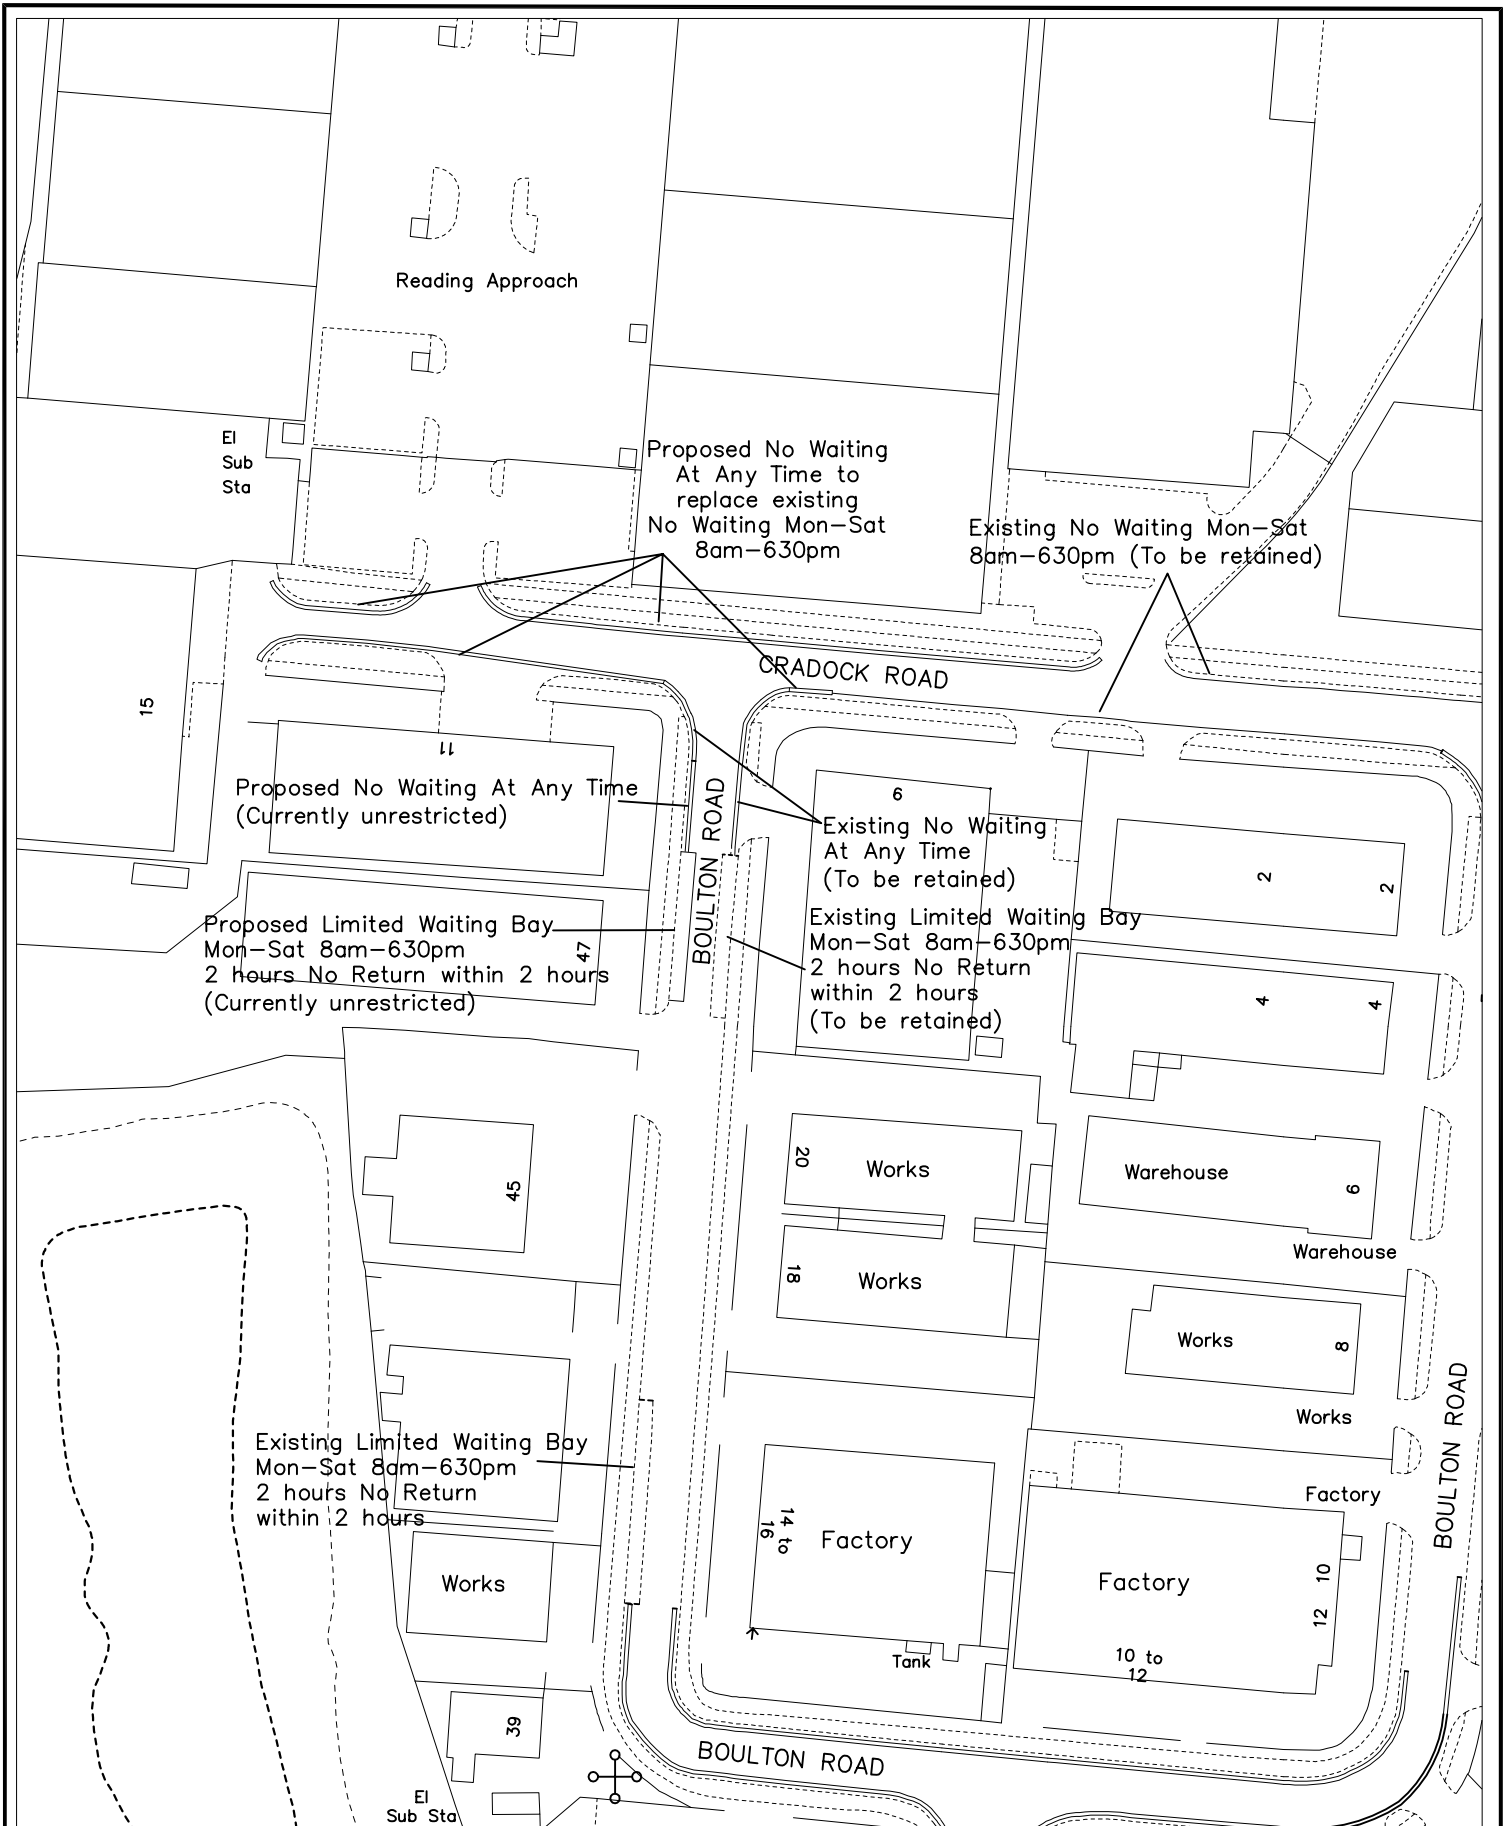 Reading Approach
El
Sub
Sta
Proposed No Waiting
At Any Time to
replace existing
No Waiting Mon-Sat
8am-630pm
Existing No Waiting Mon-Sat
8am-630pm (To be retained)
CRADOCK ROAD
15
11
Proposed No Waiting At Any Time
(Currently unrestricted)
BOULTON ROAD
6
Existing No Waiting
At Any Time
(To be retained)
2
2
Proposed Limited Waiting Bay
Mon-Sat 8am-630pm
2 hours No Return within 2 hours
(Currently unrestricted)
47
Existing Limited Waiting Bay
Mon-Sat 8am-630pm
2 hours No Return
within 2 hours
(To be retained)
4
4
45
20
Works
Warehouse
6
Warehouse
18
Works
Works
8
Works
BOULTON ROAD
Existing Limited Waiting Bay
Mon-Sat 8am-630pm
2 hours No Return
within 2 hours
14 to
16
Factory
Factory
Factory
10
12
Works
10 to
12
Tank
39
BOULTON ROAD
El
Sub Sta